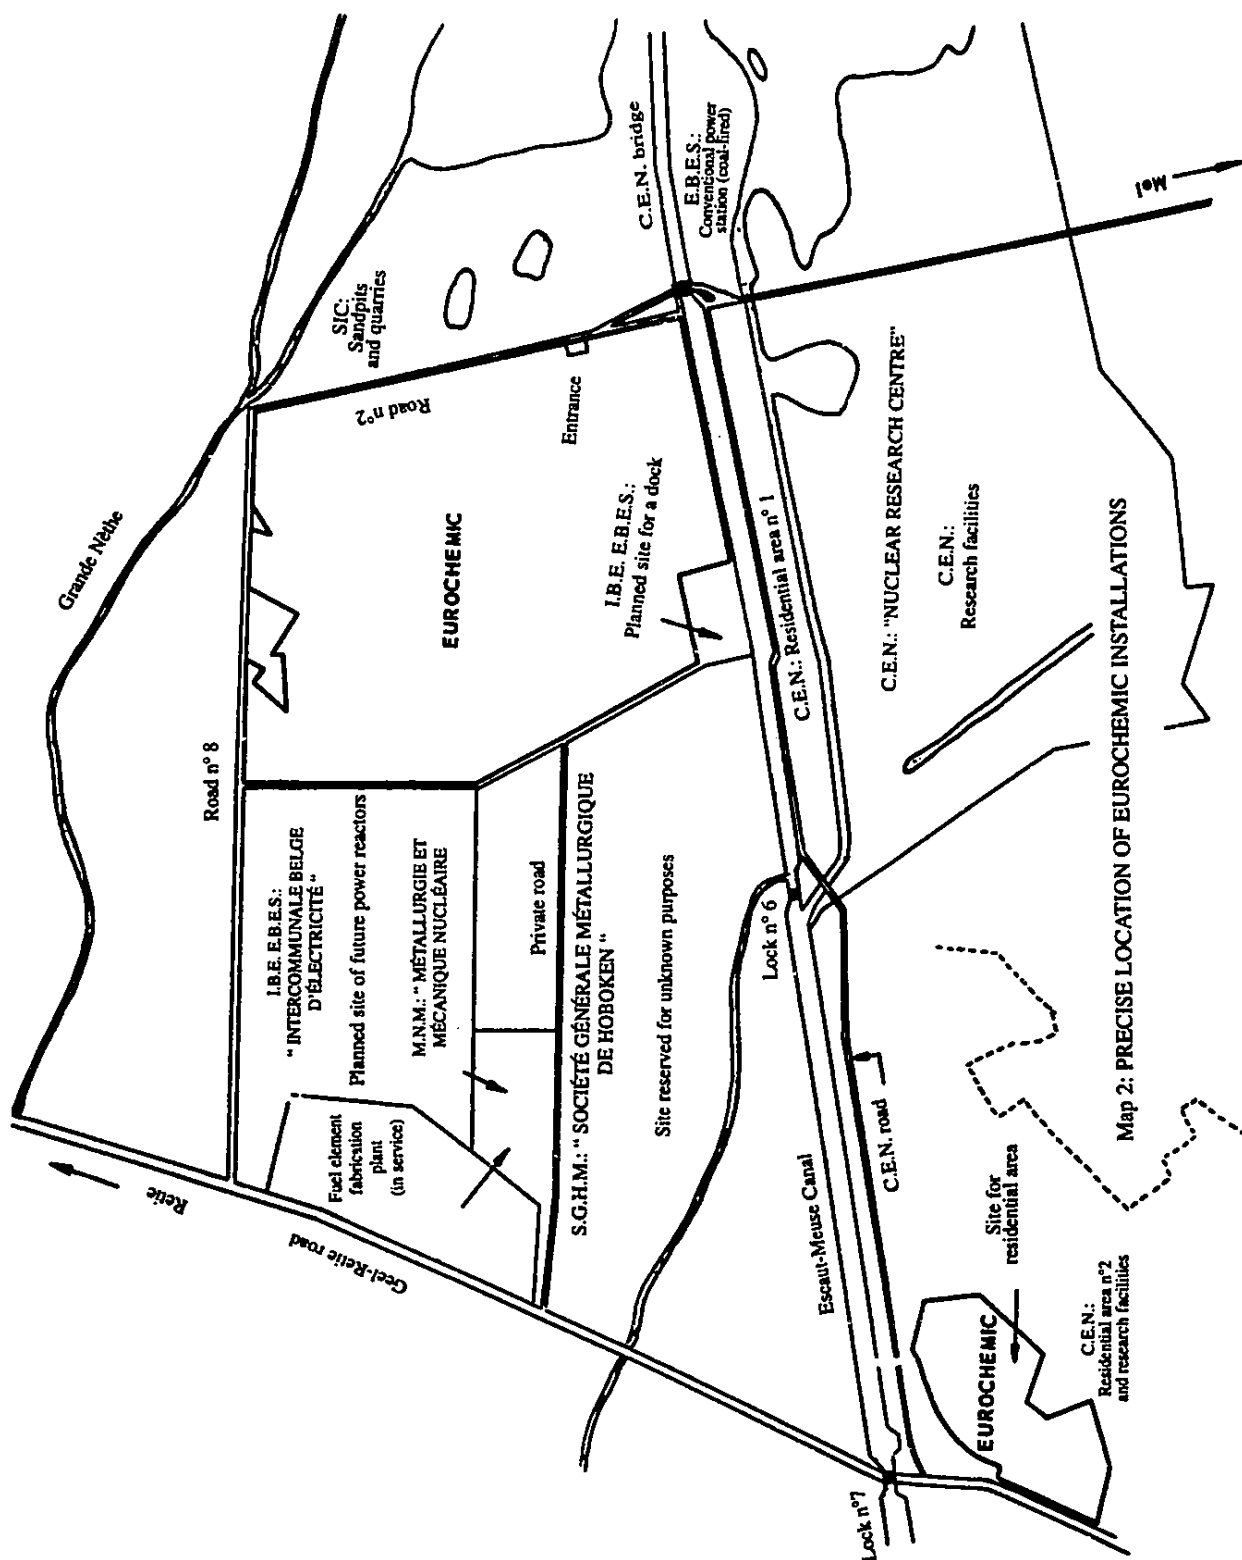 Grande Nèthe
Retie
Geel-Retie road
Road n° 8
Road n°2
SIC:
Sandpits
and quarries
I.B.E. E.B.E.S.:
" INTERCOMMUNALE BELGE
D'ÉLECTRICITÉ "
Planned site of future power reactors
Fuel element
fabrication
plant
(in service)
M.N.M.: " MÉTALLURGIE ET
MÉCANIQUE NUCLÉAIRE
EUROCHEMIC
Entrance
Private road
S.G.H.M.: " SOCIÉTÉ GÉNÉRALE MÉTALLURGIQUE
DE HOBOKEN "
I.B.E. E.B.E.S.:
Planned site for a dock
C.E.N. bridge
E.B.E.S.:
Conventional power
station (coal-fired)
Site reserved for unknown purposes
Lock n° 6
C.E.N.: Residential area n° 1
Escaut-Meuse Canal
C.E.N. road
Lock n°7
C.E.N.: "NUCLEAR RESEARCH CENTRE"
C.E.N.:
Research facilities
Mol
EUROCHEMIC
Site for
residential area
C.E.N.:
Residential area n°2
and research facilities
Map 2: PRECISE LOCATION OF EUROCHEMIC INSTALLATIONS